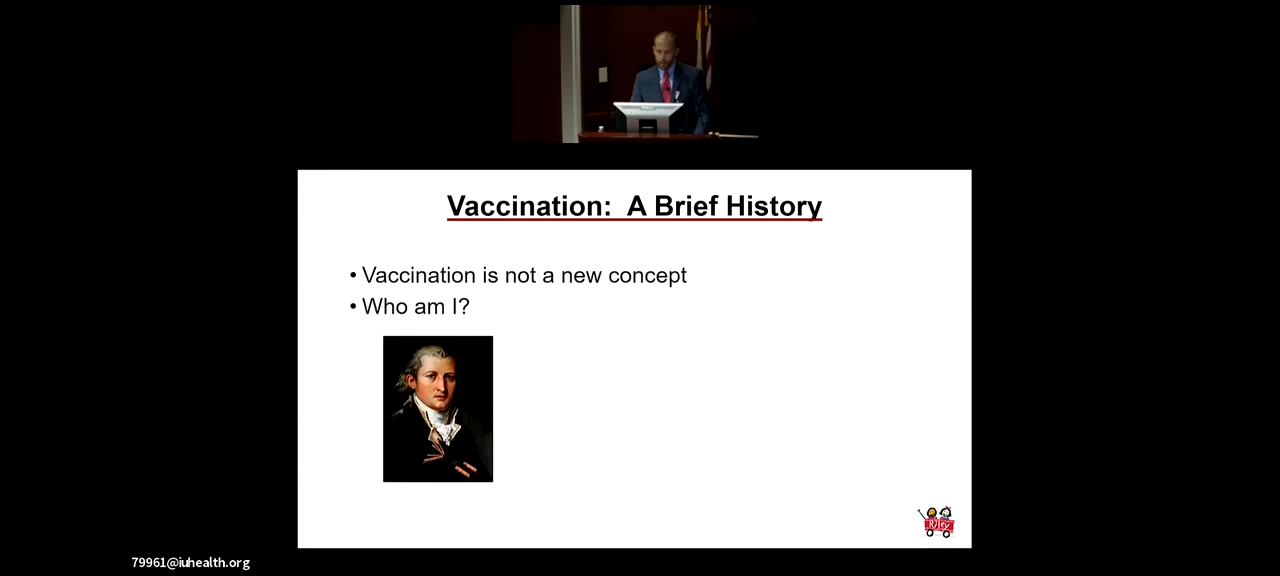 Vaccination: A Brief History
• Vaccination is not a new concept
• Who am I?
Riley
79961@iuhealth.org